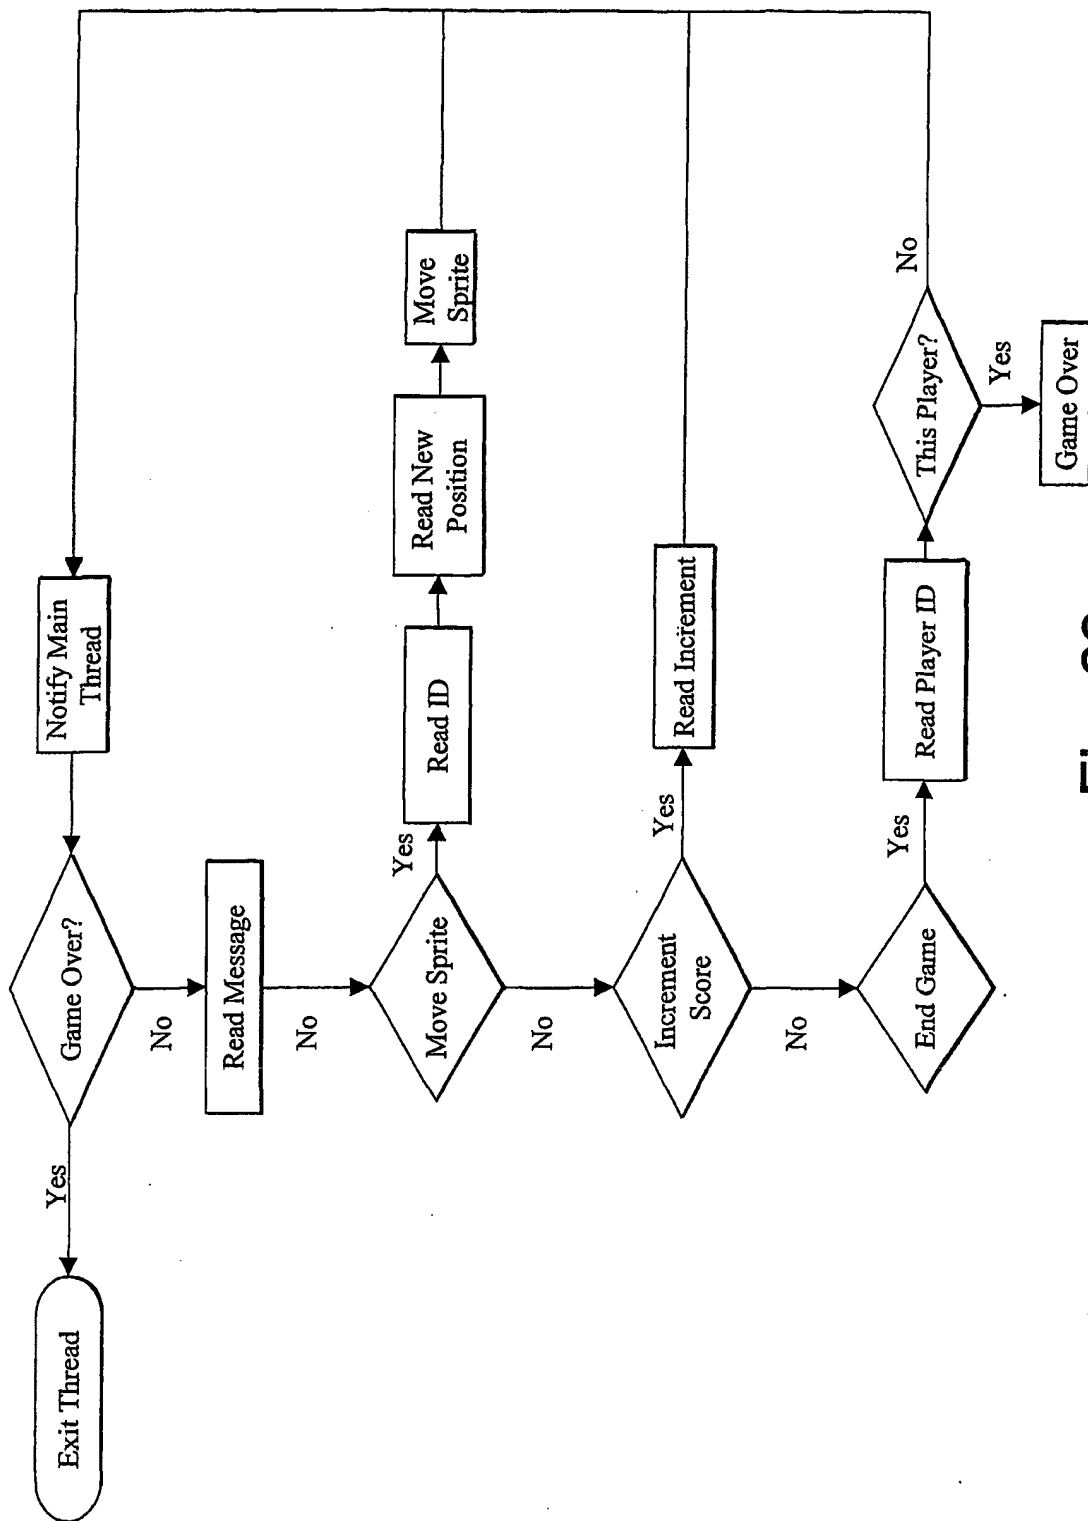 Exit Thread
Yes
Game Over?
Notify Main
Thread
No
Read Message
No
Move Sprite
Yes
Read ID
Read New
Position
Move
Sprite
No
Increment
Score
Yes
Read Increment
No
End Game
Yes
Read Player ID
This Player?
No
Yes
Game Over